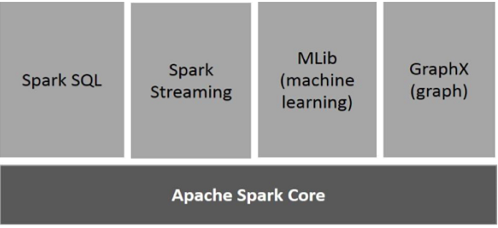 Spark SQL
Spark
Streaming
MLib
(machine
learning)
GraphX
(graph)
Apache Spark Core